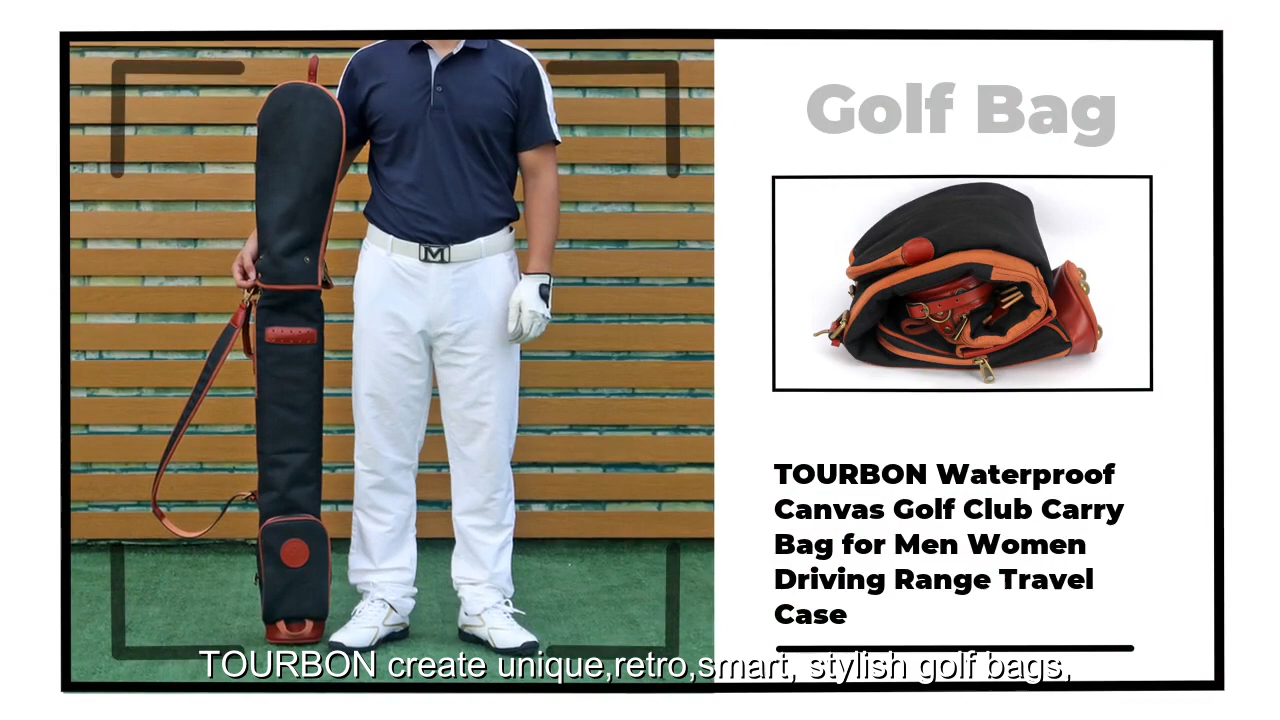 Golf Bag
M
TOURBON Waterproof
Canvas Golf Club Carry
Bag for Men Women
Driving Range Travel
Case
TOURBON create unique,retro,smart, stylish golf bags,